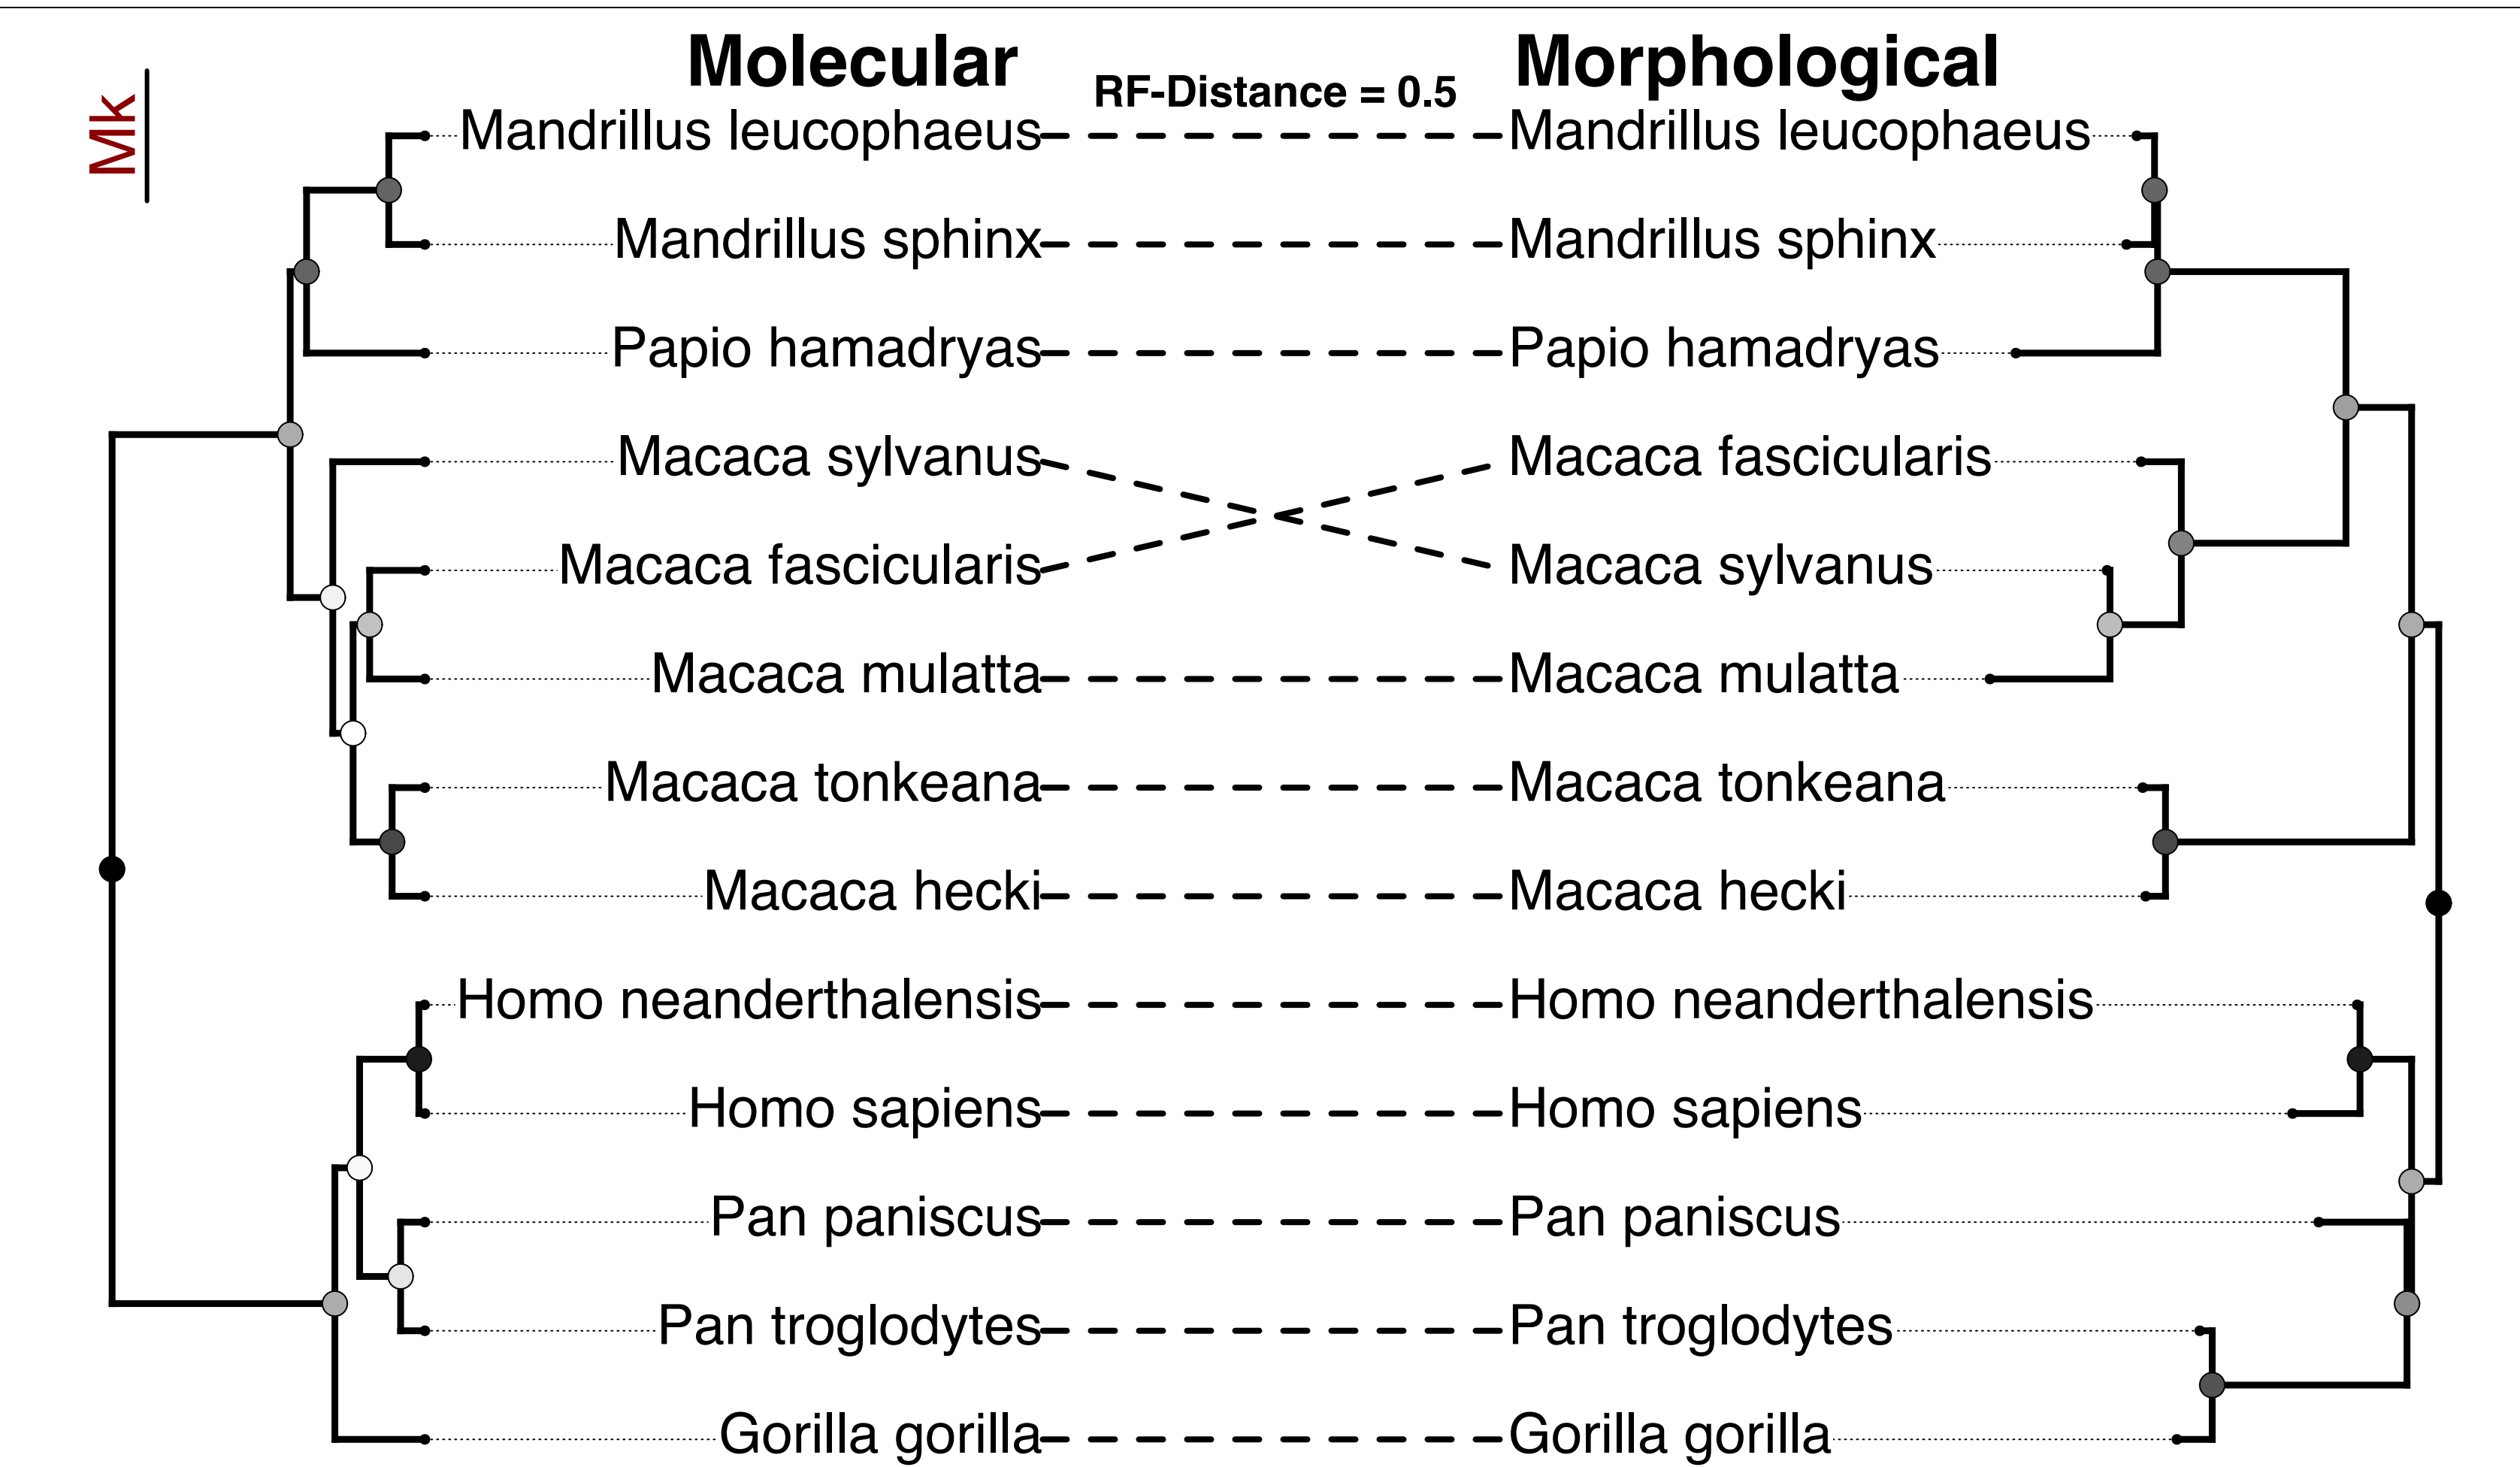 Mk
Molecular
RF-Distance = 0.5
Morphological
Mandrillus leucophaeus Mandrillus leucophaeus
Mandrillus sphinx Mandrillus sphinx
Papio hamadryas Papio hamadryas
Macaca sylvanus Macaca fascicularis
Macaca fascicularis Macaca sylvanus
Macaca mulatta Macaca mulatta
Macaca tonkeana Macaca tonkeana
Macaca hecki Macaca hecki
Homo neanderthalensis Homo neanderthalensis
Homo sapiens Homo sapiens
Pan paniscus Pan paniscus
Pan troglodytes Pan troglodytes
Gorilla gorilla Gorilla gorilla